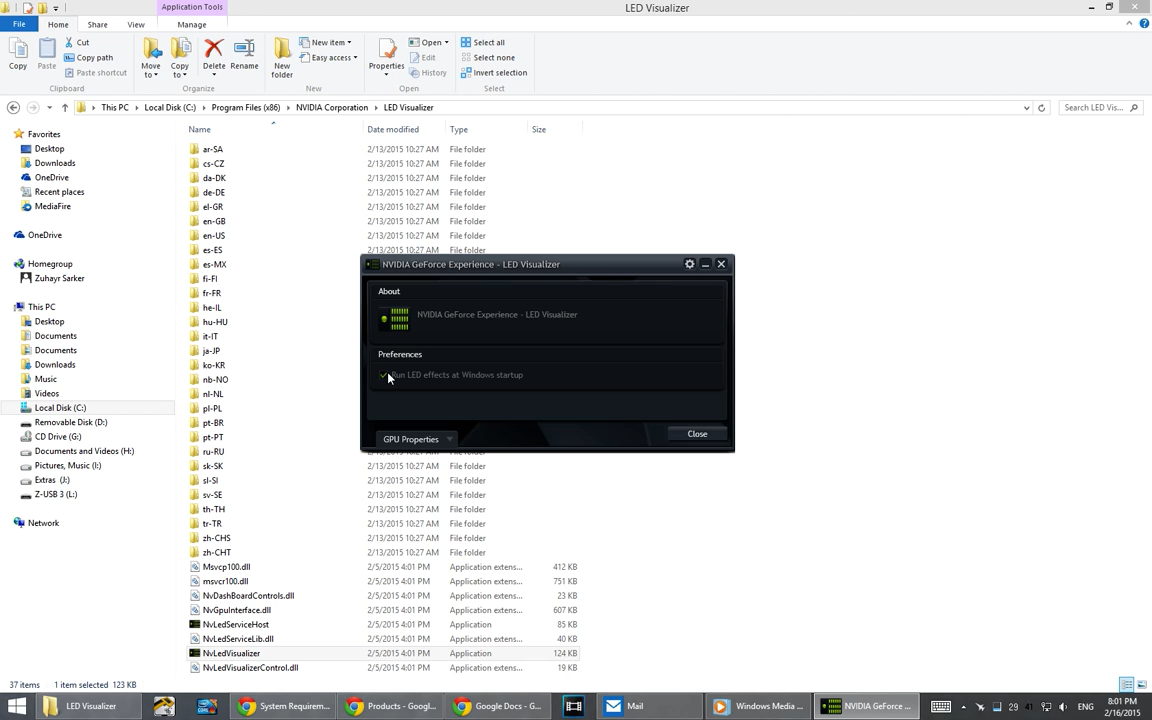 Application Tools
LED Visualizer
File Home Share View Manage
Copy
Paste
Cut
Copy path
Paste shortcut
Clipboard
Move to
Copy to
Delete
Rename
Organize
New folder
New item
Easy access
New
Properties
Open
Edit
History
Open
Select all
Select none
Invert selection
Select
This PC Local Disk (C:) Program Files (x86) NVIDIA Corporation LED Visualizer
Search LED Vis...
Favorites
Desktop
Downloads
OneDrive
Recent places
MediaFire
OneDrive
Homegroup
Zuhayr Sarker
This PC
Desktop
Documents
Documents
Downloads
Music
Videos
Local Disk (C:)
Removable Disk (D:)
CD Drive (G:)
Documents and Videos (H:)
Pictures, Music (I:)
Extras (J:)
Z-USB 3 (L:)
Network
Name Date modified Type Size
ar-SA 2/13/2015 10:27 AM File folder
cs-CZ 2/13/2015 10:27 AM File folder
da-DK 2/13/2015 10:27 AM File folder
de-DE 2/13/2015 10:27 AM File folder
el-GR 2/13/2015 10:27 AM File folder
en-GB 2/13/2015 10:27 AM File folder
en-US 2/13/2015 10:27 AM File folder
es-ES 2/13/2015 10:27 AM File folder
es-MX
fi-FI
fr-FR
he-IL
hu-HU
it-IT
ja-JP
ko-KR
nb-NO
nl-NL
pl-PL
pt-BR
pt-PT
ru-RU
sk-SK 2/13/2015 10:27 AM File folder
sl-SI 2/13/2015 10:27 AM File folder
sv-SE 2/13/2015 10:27 AM File folder
th-TH 2/13/2015 10:27 AM File folder
tr-TR 2/13/2015 10:27 AM File folder
zh-CHS 2/13/2015 10:27 AM File folder
zh-CHT 2/13/2015 10:27 AM File folder
Msvcp100.dll 2/5/2015 4:01 PM Application extens... 412 KB
msvcr100.dll 2/5/2015 4:01 PM Application extens... 751 KB
NvDashBoardControls.dll 2/5/2015 4:01 PM Application extens... 23 KB
NvGpuInterface.dll 2/5/2015 4:01 PM Application extens... 607 KB
NvLedServiceHost 2/5/2015 4:01 PM Application 85 KB
NvLedServiceLib.dll 2/5/2015 4:01 PM Application extens... 40 KB
NvLedVisualizer 2/5/2015 4:01 PM Application 124 KB
NvLedVisualizerControl.dll 2/5/2015 4:01 PM Application extens... 19 KB
NVIDIA GeForce Experience - LED Visualizer
About
NVIDIA GeForce Experience - LED Visualizer
Preferences
Run LED effects at Windows startup
GPU Properties
Close
37 items 1 item selected 123 KB
LED Visualizer
System Requirem...
Products - Googl...
Google Docs - G...
Mail
Windows Media ...
NVIDIA GeForce ...
29 41 ENG
8:01 PM
2/16/2015